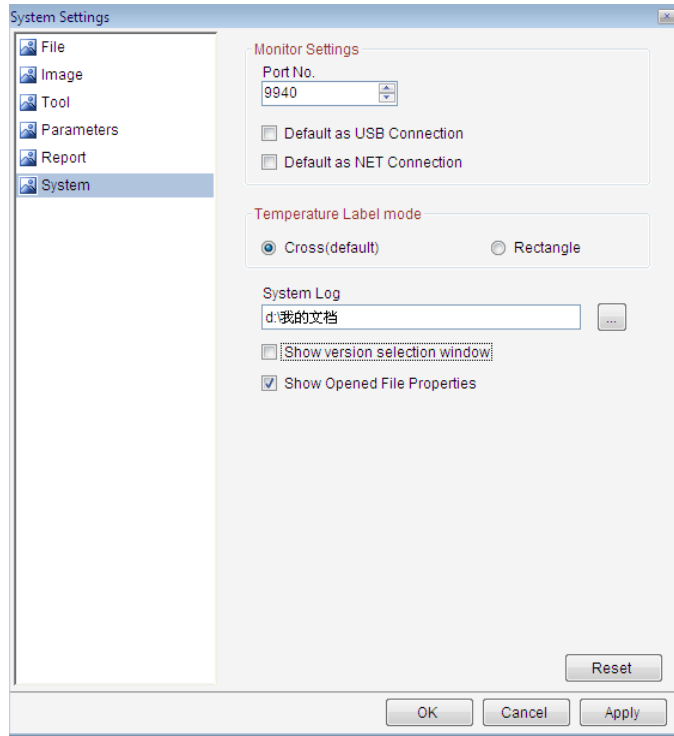 System Settings
File
Image
Tool
Parameters
Report
System
Monitor Settings
Port No.
9940
Default as USB Connection
Default as NET Connection
Temperature Label mode
Cross(default)
Rectangle
System Log
d:\我的文档
...
Show version selection window
Show Opened File Properties
Reset
OK
Cancel
Apply